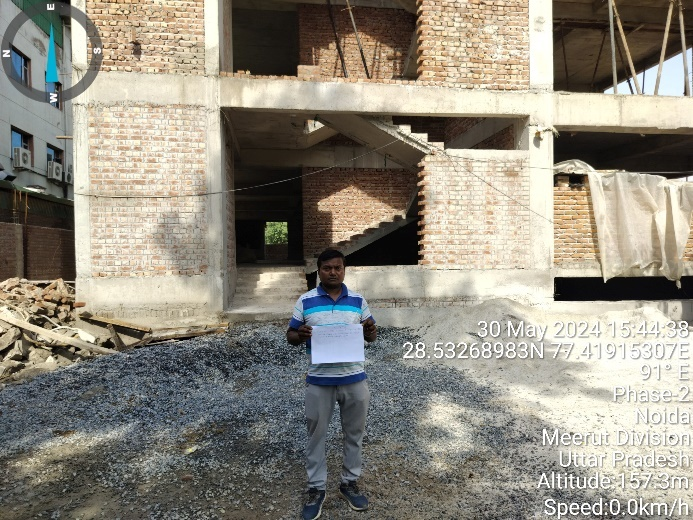 E
N
S
W
30 May 2024 15:44:38
28.53268983N 77.41915307E
91° E
Phase-2
Noida
Meerut Division
Uttar Pradesh
Altitude:157.3m
Speed:0.0km/h